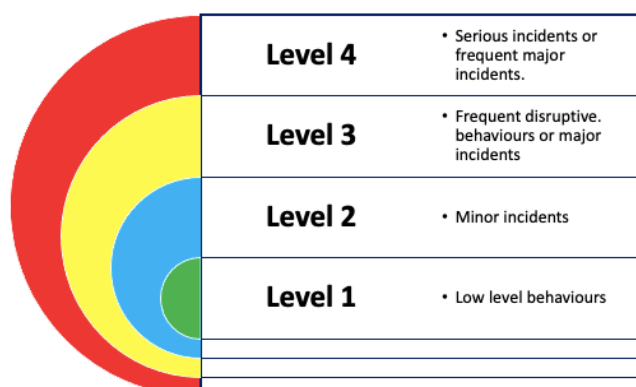 Level 4
• Serious incidents or
frequent major
incidents.
Level 3
• Frequent disruptive.
behaviours or major
incidents
Level 2
• Minor incidents
Level 1
• Low level behaviours